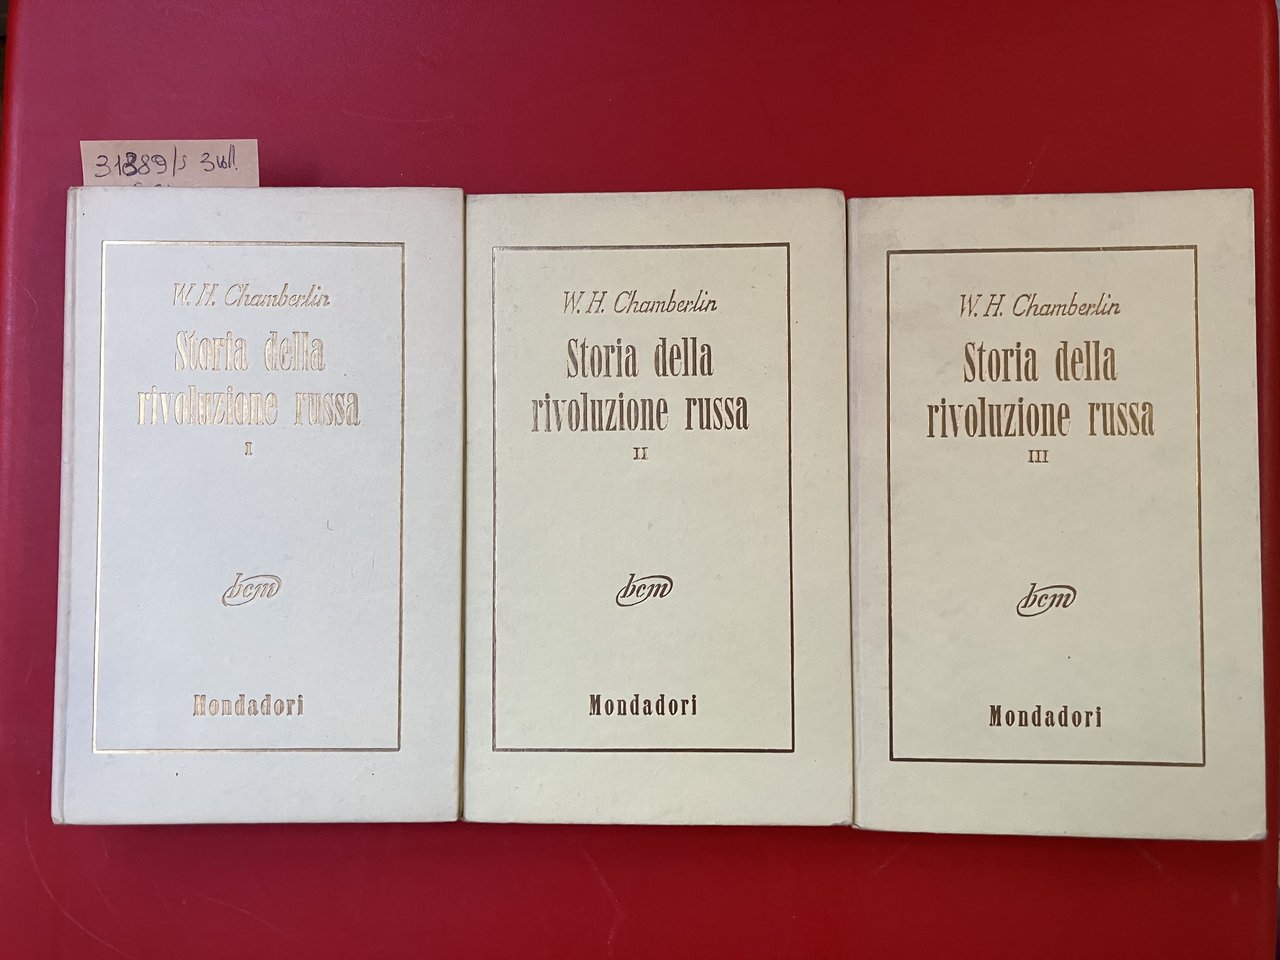 31889/s 3 vol.
W. H. Chamberlin
Storia della
rivoluzione russa
I
bcm
Mondadori
W. H. Chamberlin
Storia della
rivoluzione russa
II
bcm
Mondadori
W. H. Chamberlin
Storia della
rivoluzione russa
III
bcm
Mondadori